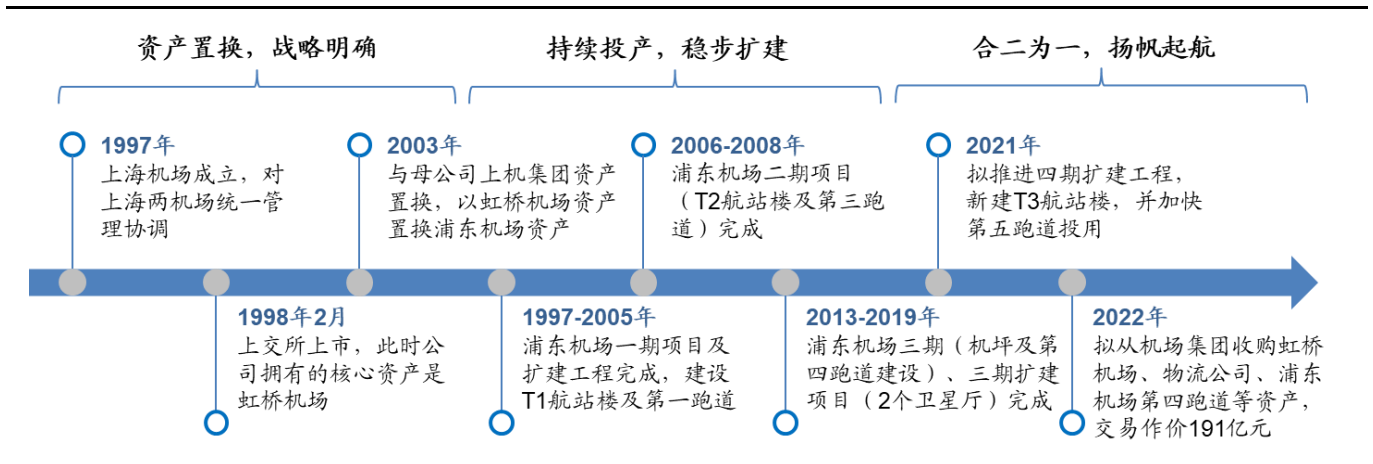 资产置换，战略明确
持续投产，稳步扩建
合二为一，扬帆起航
1997年
上海机场成立，对
上海两机场统一管
理协调
2003年
与母公司上机集团资产
置换，以虹桥机场资产
置换浦东机场资产
2006-2008年
浦东机场二期项目
（T2航站楼及第三跑
道）完成
2021年
拟推进四期扩建工程，
新建T3航站楼，并加快
第五跑道投用
1998年2月
上交所上市，此时公
司拥有的核心资产是
虹桥机场
1997-2005年
浦东机场一期项目及
扩建工程完成，建设
T1航站楼及第一跑道
2013-2019年
浦东机场三期（机坪及第
四跑道建设）、三期扩建
项目（2个卫星厅）完成
2022年
拟从机场集团收购虹桥
机场、物流公司、浦东
机场第四跑道等资产，
交易作价191亿元